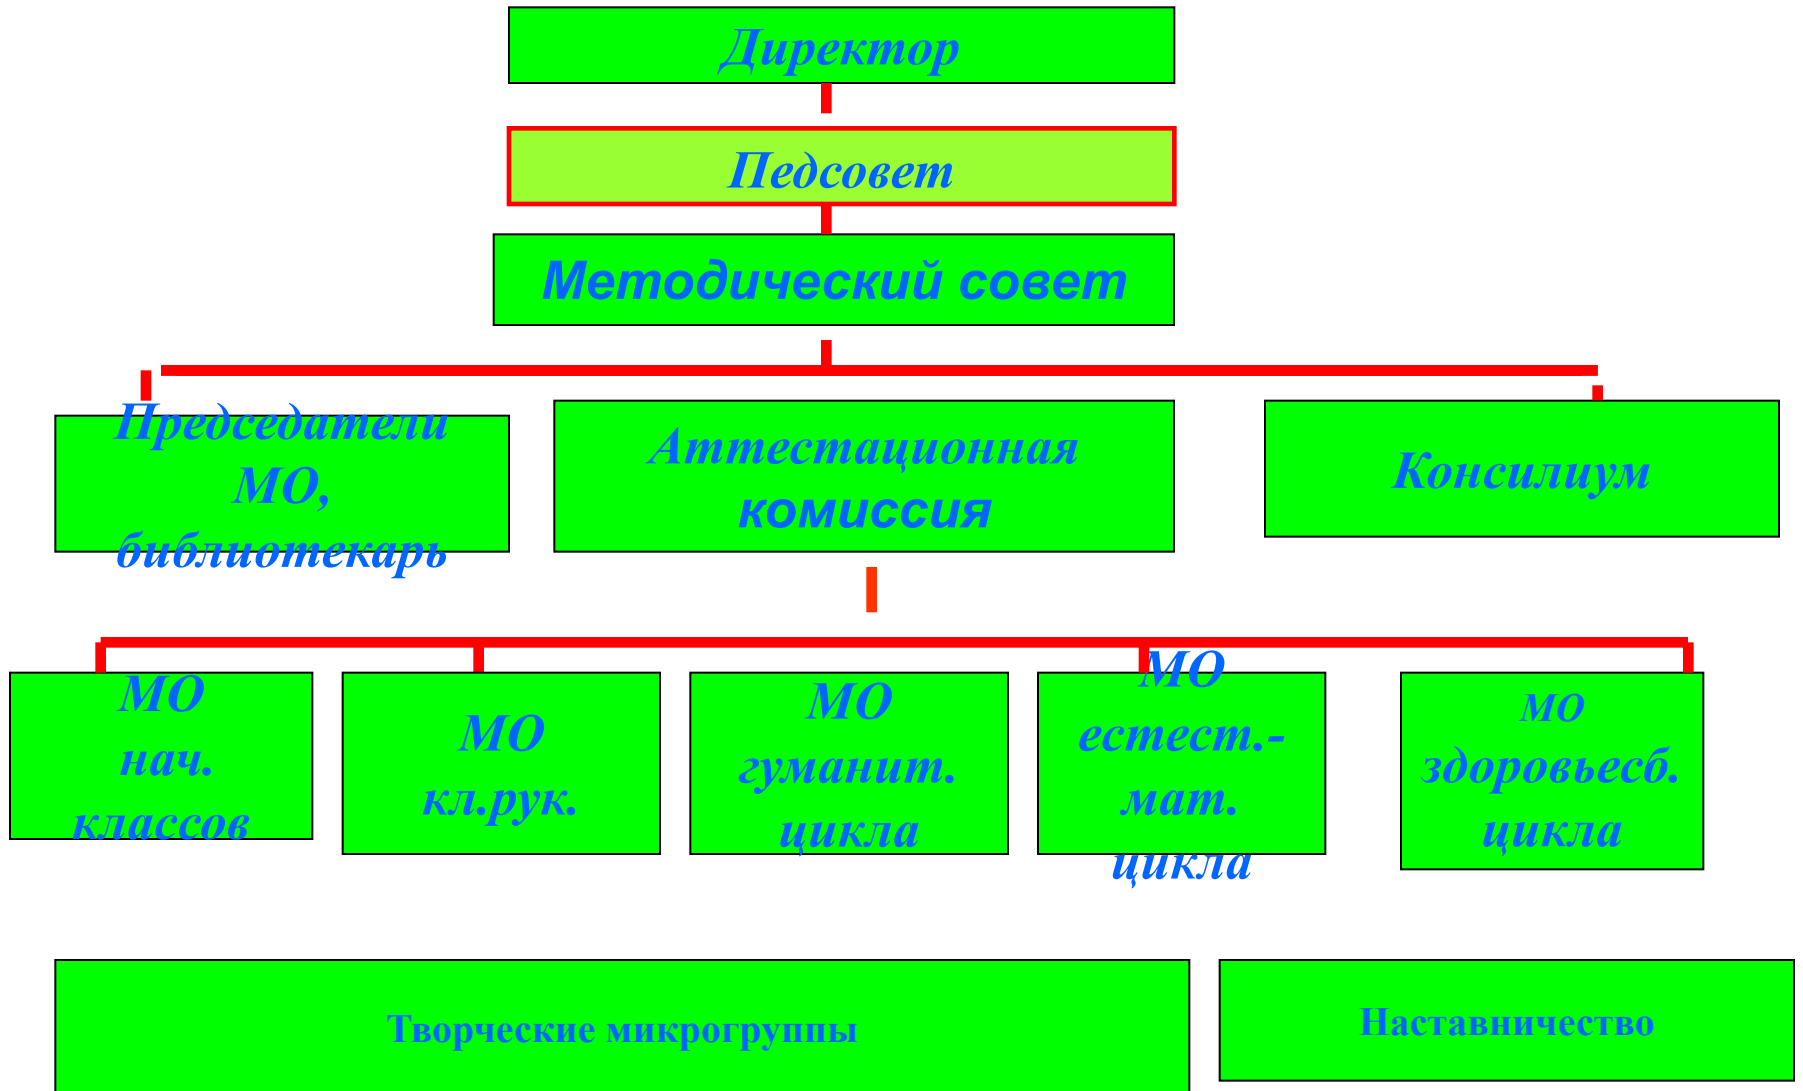 Директор
Педсовет
Методический совет
Председатели
МО,
библиотекарь
Аттестационная
комиссия
Консилиум
МО
нач.
классов
МО
кл.рук.
МО
гуманит.
цикла
МО
естест.-
мат.
цикла
МО
здоровьесб.
цикла
Творческие микрогруппы
Наставничество